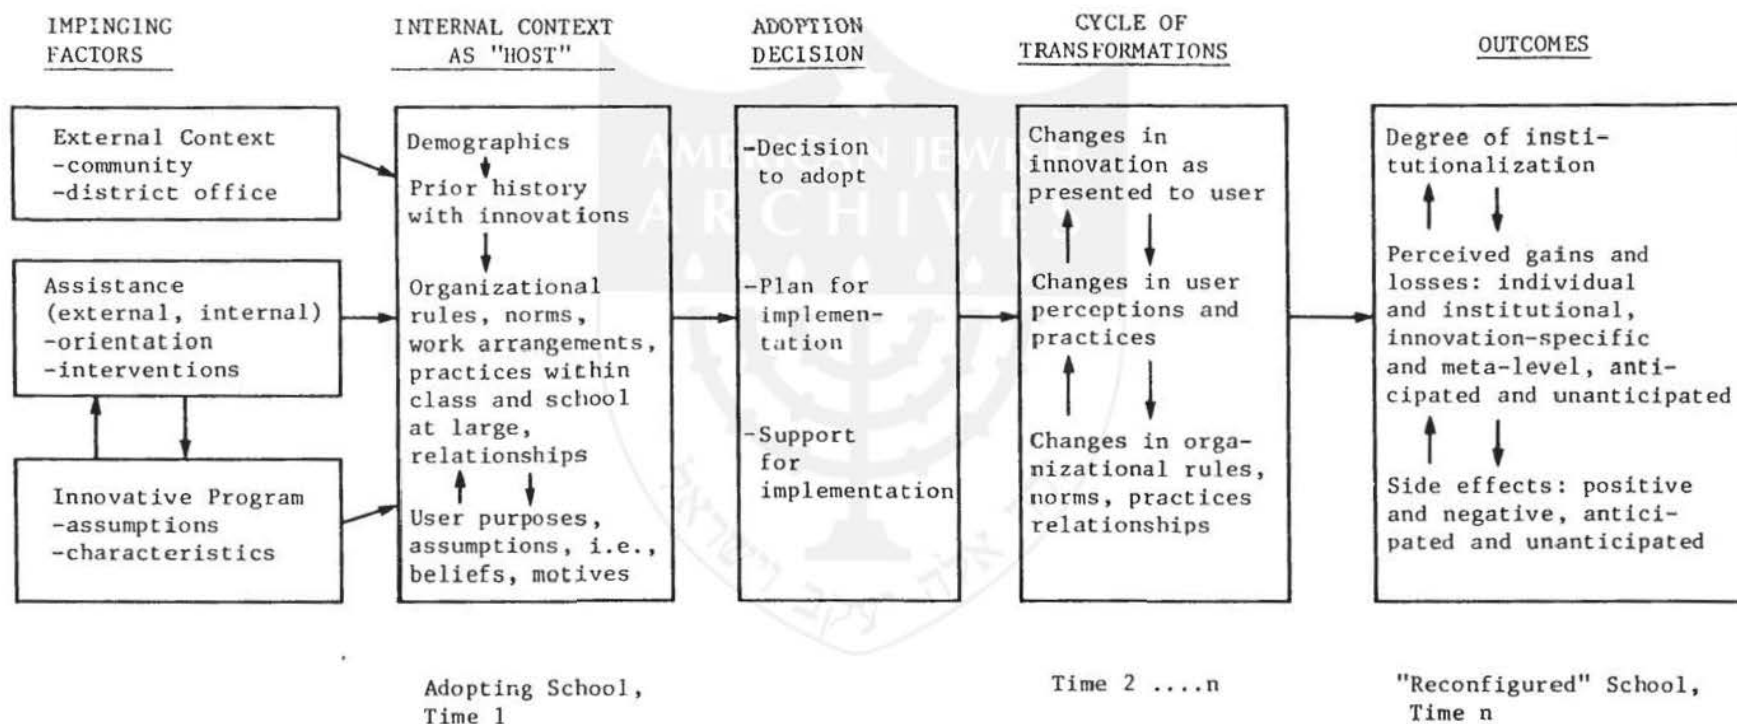 IMPINGING
FACTORS
External Context
-community
-district office
Assistance
(external, internal)
-orientation
-interventions
Innovative Program
-assumptions
-characteristics
INTERNAL CONTEXT
AS "HOST"
Demographics
Prior history
with innovations
Organizational
rules, norms,
work arrangements,
practices within
class and school
at large,
relationships
User purposes,
assumptions, i.e.,
beliefs, motives
Adopting School,
Time 1
ADOPTION
DECISION
-Decision
to adopt
-Plan for
implemen-
tation
-Support
for
implementation
CYCLE OF
TRANSFORMATIONS
Changes in
innovation as
presented to user
Changes in user
perceptions and
practices
Changes in orga-
nizational rules,
norms, practices
relationships
Time 2 ....n
OUTCOMES
Degree of insti-
tutionalization
Perceived gains and
losses: individual
and institutional,
innovation-specific
and meta-level, anti-
cipated and unanticipated
Side effects: positive
and negative, antici-
pated and unanticipated
"Reconfigured" School,
Time n
AMERICAN JEWISH
ARCHIVES